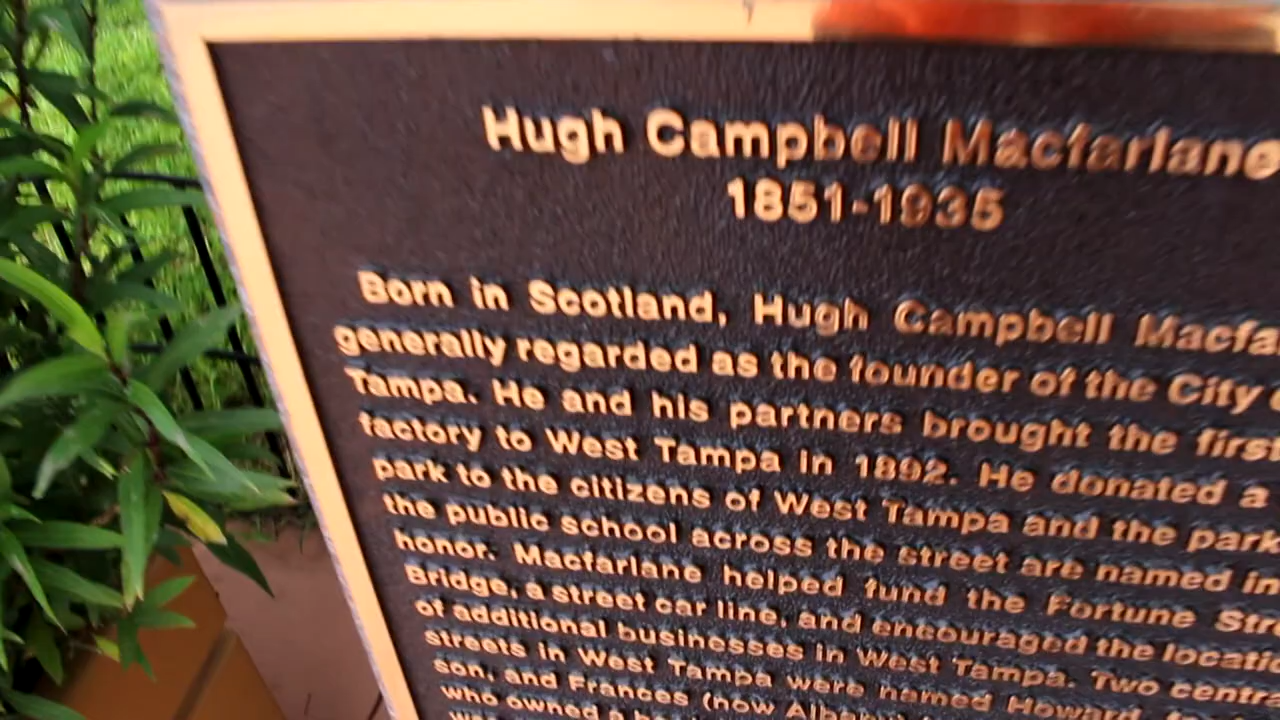 Hugh Campbell Macfarlane
1851-1935
Born in Scotland, Hugh Campbell
generally regarded as the founder of the City
Tampa. He and his partners brought the first
factory to West Tampa in 1892. He donated a
park to the citizens of West Tampa and the park
the public school across the street are named in
honor. Macfarlane helped fund the Fortune
Bridge, a street car line, and encouraged the
of additional businesses in West Tampa. Two
streets in West Tampa were named Howard,
son, and Frances (now
who owned a